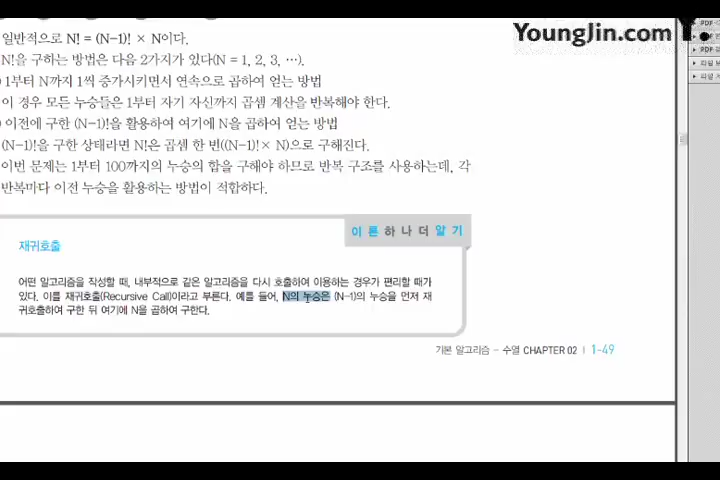 YoungJin.com
일반적으로 N! = (N-1)! × N이다.
N!을 구하는 방법은 다음 2가지가 있다(N = 1, 2, 3, …).
) 1부터 N까지 1씩 증가시키면서 연속으로 곱하여 얻는 방법
이 경우 모든 누승들은 1부터 자기 자신까지 곱셈 계산을 반복해야 한다.
) 이전에 구한 (N-1)!을 활용하여 여기에 N을 곱하여 얻는 방법
(N-1)!을 구한 상태라면 N!은 곱셈 한 번((N-1)! × N)으로 구해진다.
이번 문제는 1부터 100까지의 누승의 합을 구해야 하므로 반복 구조를 사용하는데, 각
반복마다 이전 누승을 활용하는 방법이 적합하다.
이 론 하 나 더 알 기
재귀호출
어떤 알고리즘을 작성할 때, 내부적으로 같은 알고리즘을 다시 호출하여 이용하는 경우가 편리할 때가
있다. 이를 재귀호출(Recursive Call)이라고 부른다. 예를 들어, N의 누승은 (N-1)의 누승을 먼저 재
귀호출하여 구한 뒤 여기에 N을 곱하여 구한다.
기본 알고리즘 - 수열 CHAPTER 02 | 1-49
PDF
PDF